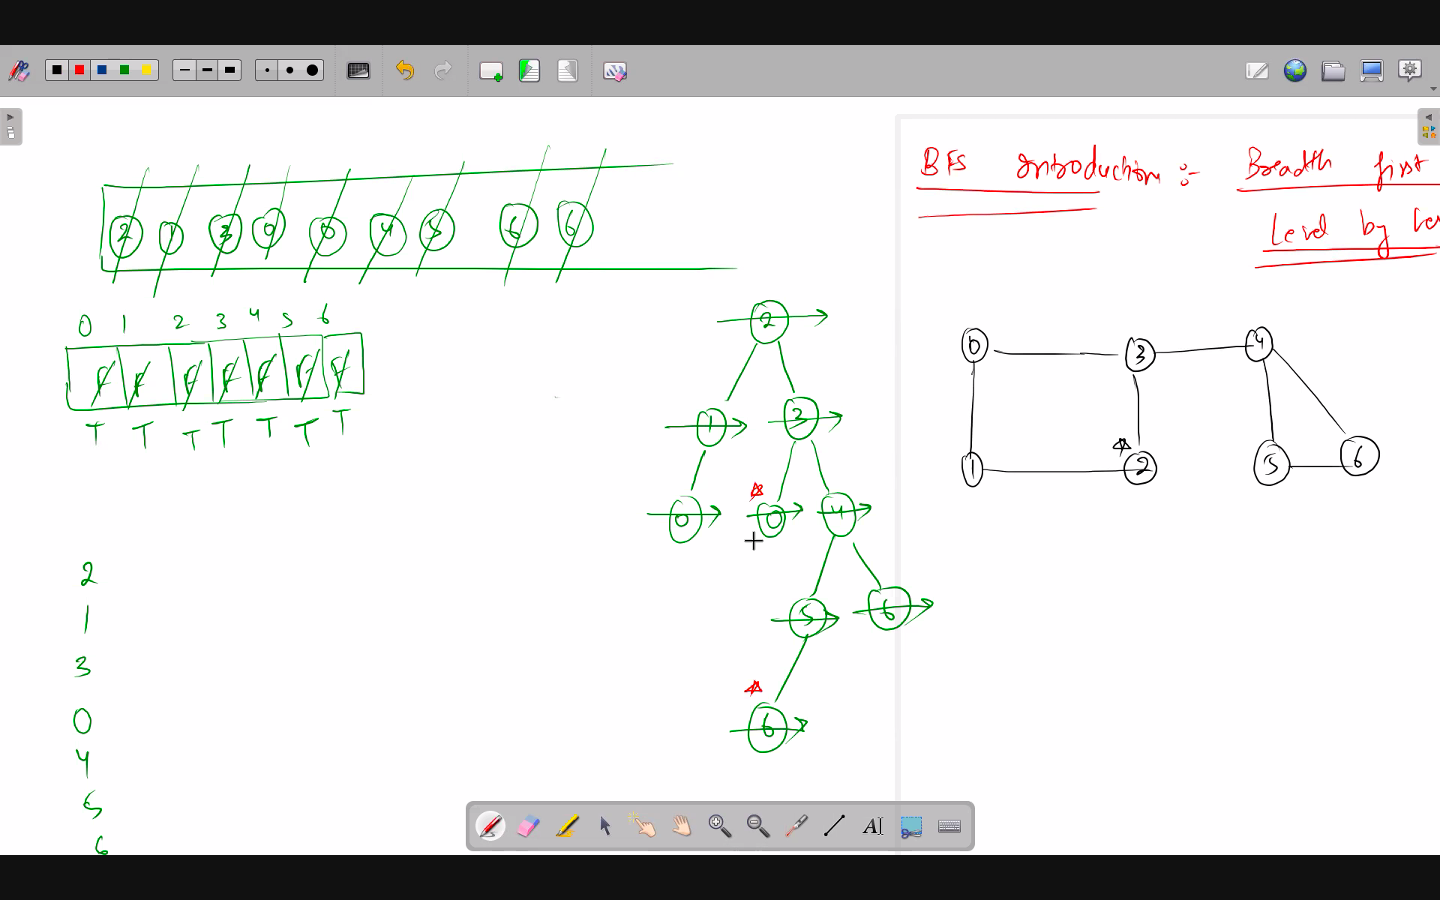 BFS Introduction :- Breadth first
Level by
2 1 3 0 0 4 5 6 6
0 1 2 3 4 5 6
F F F F F F F
T T T T T T T
2
1
3
0
4
5
6
2
1 3
0 0 4
5 6
6
0 3 4
1 2 5 6
A